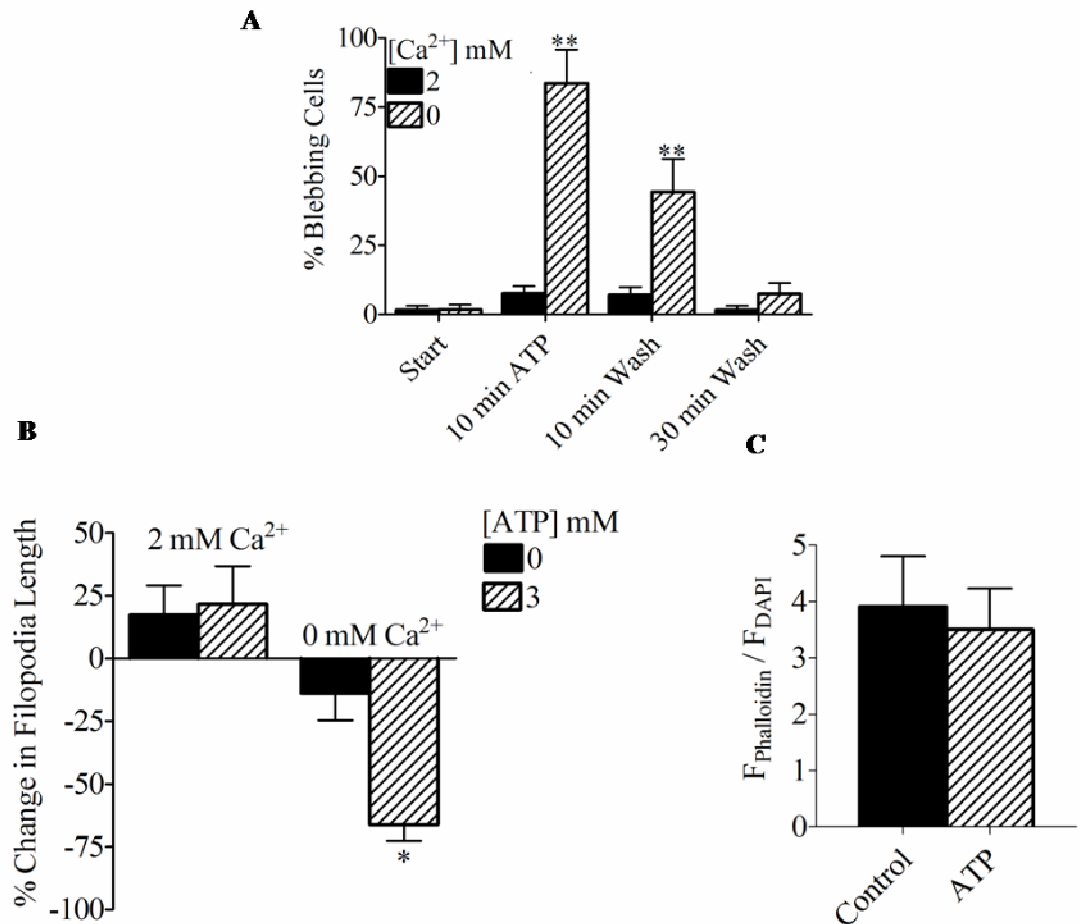 A
% Blebbing Cells
100
75
50
25
0
[Ca²⁺] mM
2
0
**
**
Start
10 min ATP
10 min Wash
30 min Wash
B
% Change in Filopodia Length
50
25
0
-25
-50
-75
-100
2 mM Ca²⁺
0 mM Ca²⁺
*
[ATP] mM
0
3
C
F_Phalloidin / F_DAPI
5
4
3
2
1
0
Control
ATP